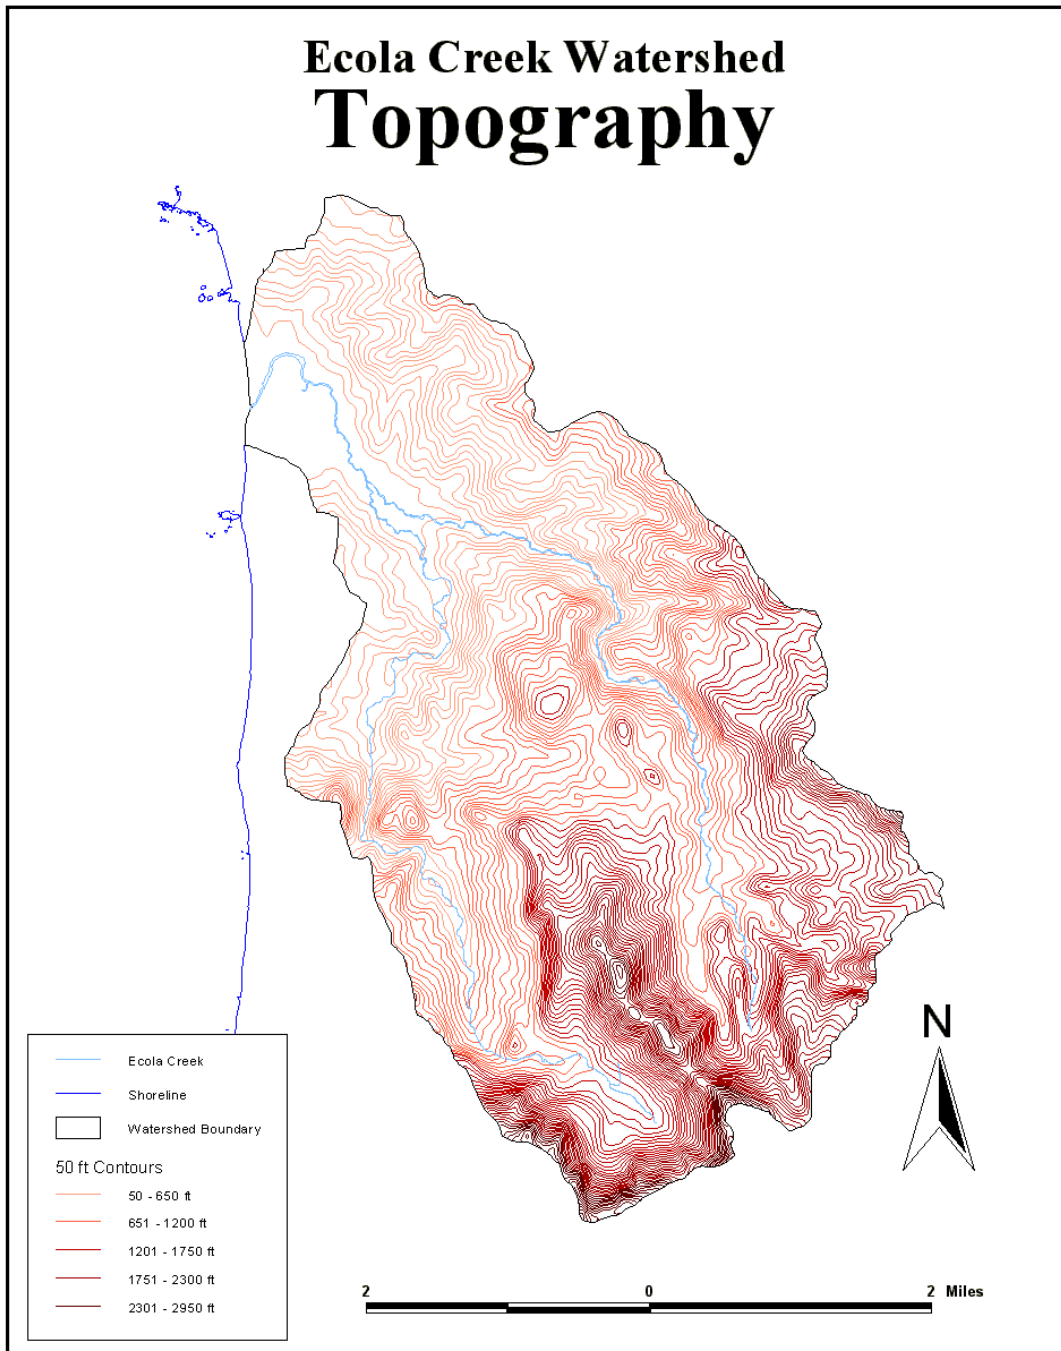 Ecola Creek Watershed
Topography
N
Ecola Creek
Shoreline
Watershed Boundary
50 ft Contours
50 - 650 ft
651 - 1200 ft
1201 - 1750 ft
1751 - 2300 ft
2301 - 2950 ft
2 0 2 Miles